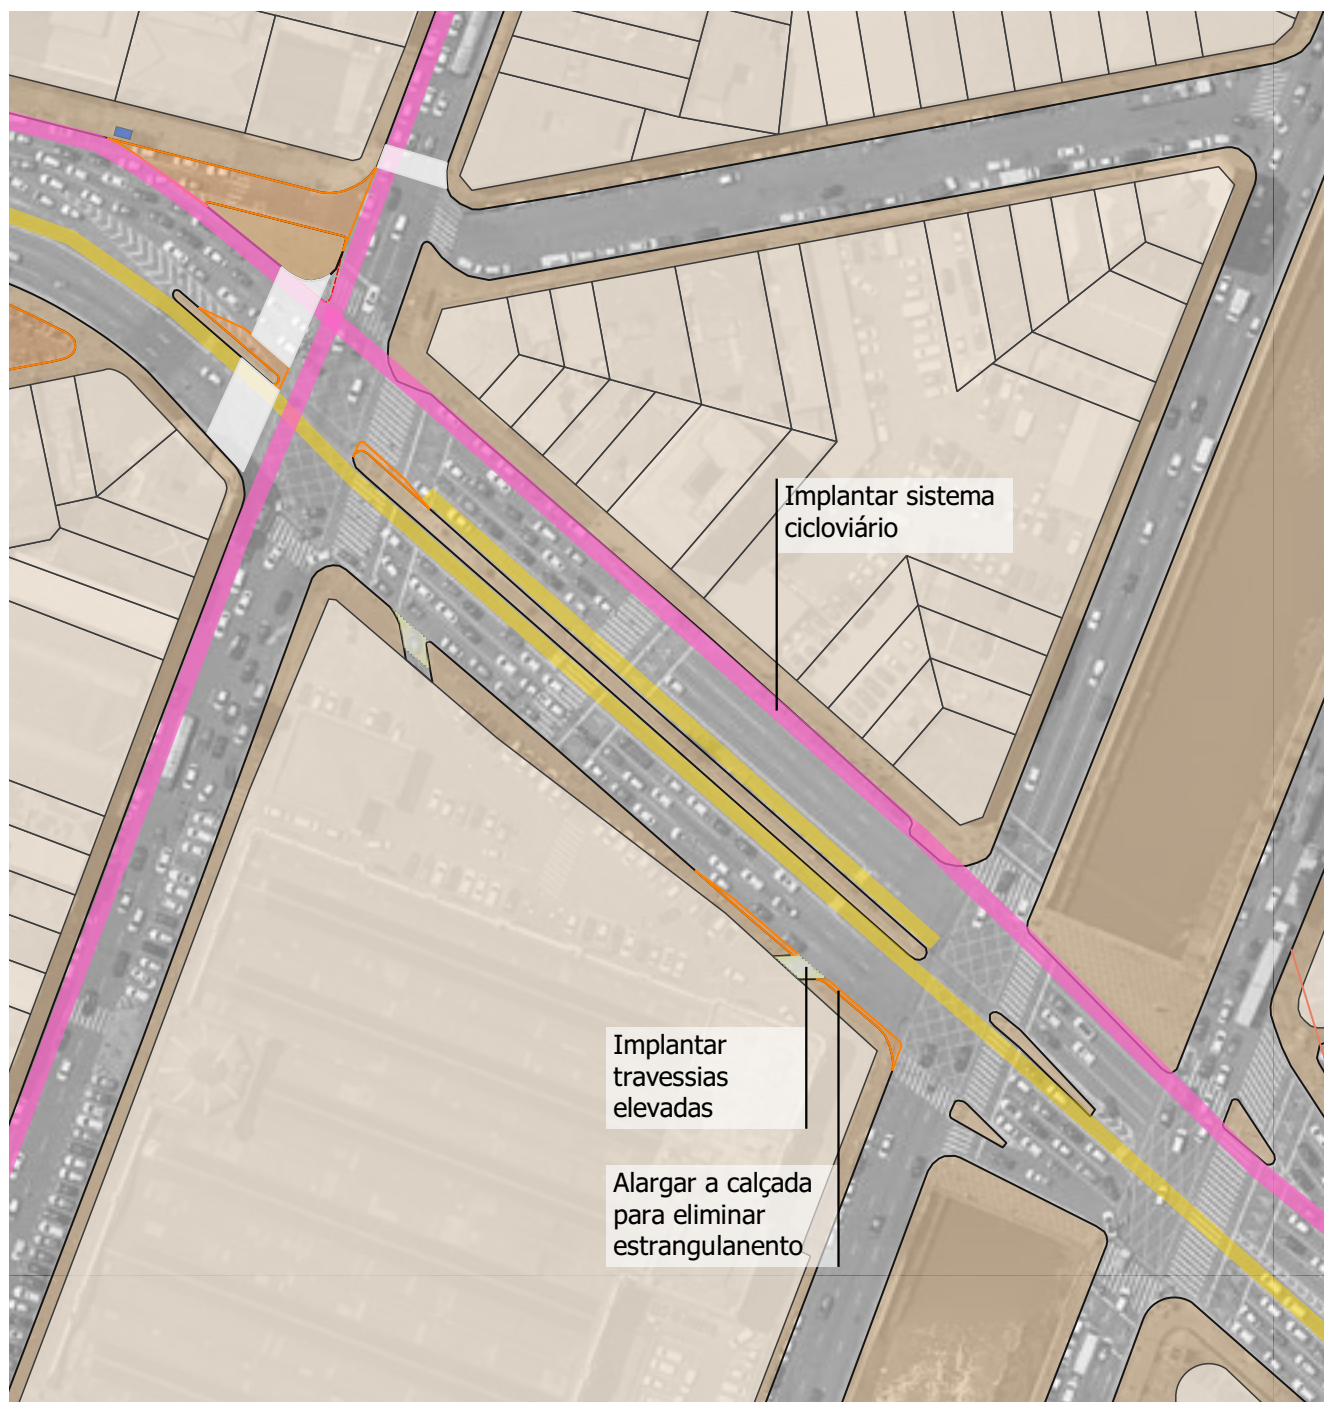 Implantar sistema
cicloviário
Implantar
travessias
elevadas
Alargar a calçada
para eliminar
estrangulanento